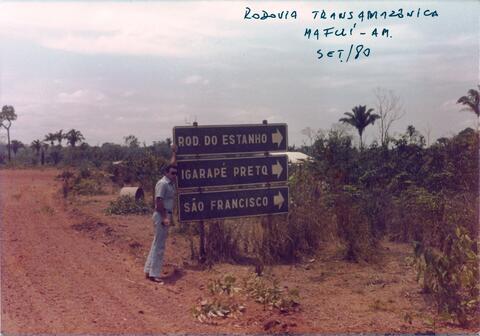 RODOVIA TRANSAMAZÔNICA
MAFUÍ - AM.
SET,/80
ROD DO ESTANHO
IGARAPÉ PRETO
SÃO FRANCISCO